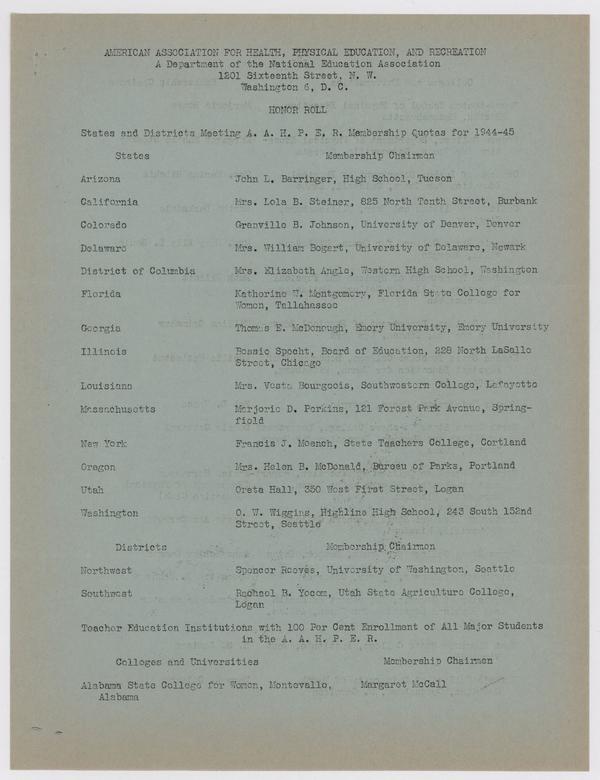 AMERICAN ASSOCIATION FOR HEALTH, PHYSICAL EDUCATION, AND RECREATION
A Department of the National Education Association
1201 Sixteenth Street, N. W.
Washington 6, D. C.
HONOR ROLL
States and Districts Meeting A. A. H. P. E. R. Membership Quotas for 1944-45
States Membership Chairmen
Arizona John L. Barringer, High School, Tucson
California Mrs. Lola B. Steiner, 825 North Tenth Street, Burbank
Colorado Granville B. Johnson, University of Denver, Denver
Delaware Mrs. William Bogert, University of Delaware, Newark
District of Columbia Mrs. Elizabeth Angle, Western High School, Washington
Florida Katherine W. Montgomery, Florida State College for
Women, Tallahassee
Georgia Thomas E. McDonough, Emory University, Emory University
Illinois Bessie Specht, Board of Education, 228 North LaSalle
Street, Chicago
Louisiana Mrs. Vesta Bourgeois, Southwestern College, Lafayette
Massachusetts Marjorie D. Perkins, 121 Forest Park Avenue, Spring-
field
New York Francis J. Moench, State Teachers College, Cortland
Oregon Mrs. Helen B. McDonald, Bureau of Parks, Portland
Utah Oreta Hall, 350 West First Street, Logan
Washington O. W. Wiggins, Highline High School, 243 South 152nd
Street, Seattle
Districts Membership Chairmen
Northwest Spencer Reeves, University of Washington, Seattle
Southwest Rachael B. Yocom, Utah State Agriculture College,
Logan
Teacher Education Institutions with 100 Per Cent Enrollment of All Major Students
in the A. A. H. P. E. R.
Colleges and Universities Membership Chairmen
Alabama State College for Women, Montevallo, Margaret McCall
Alabama